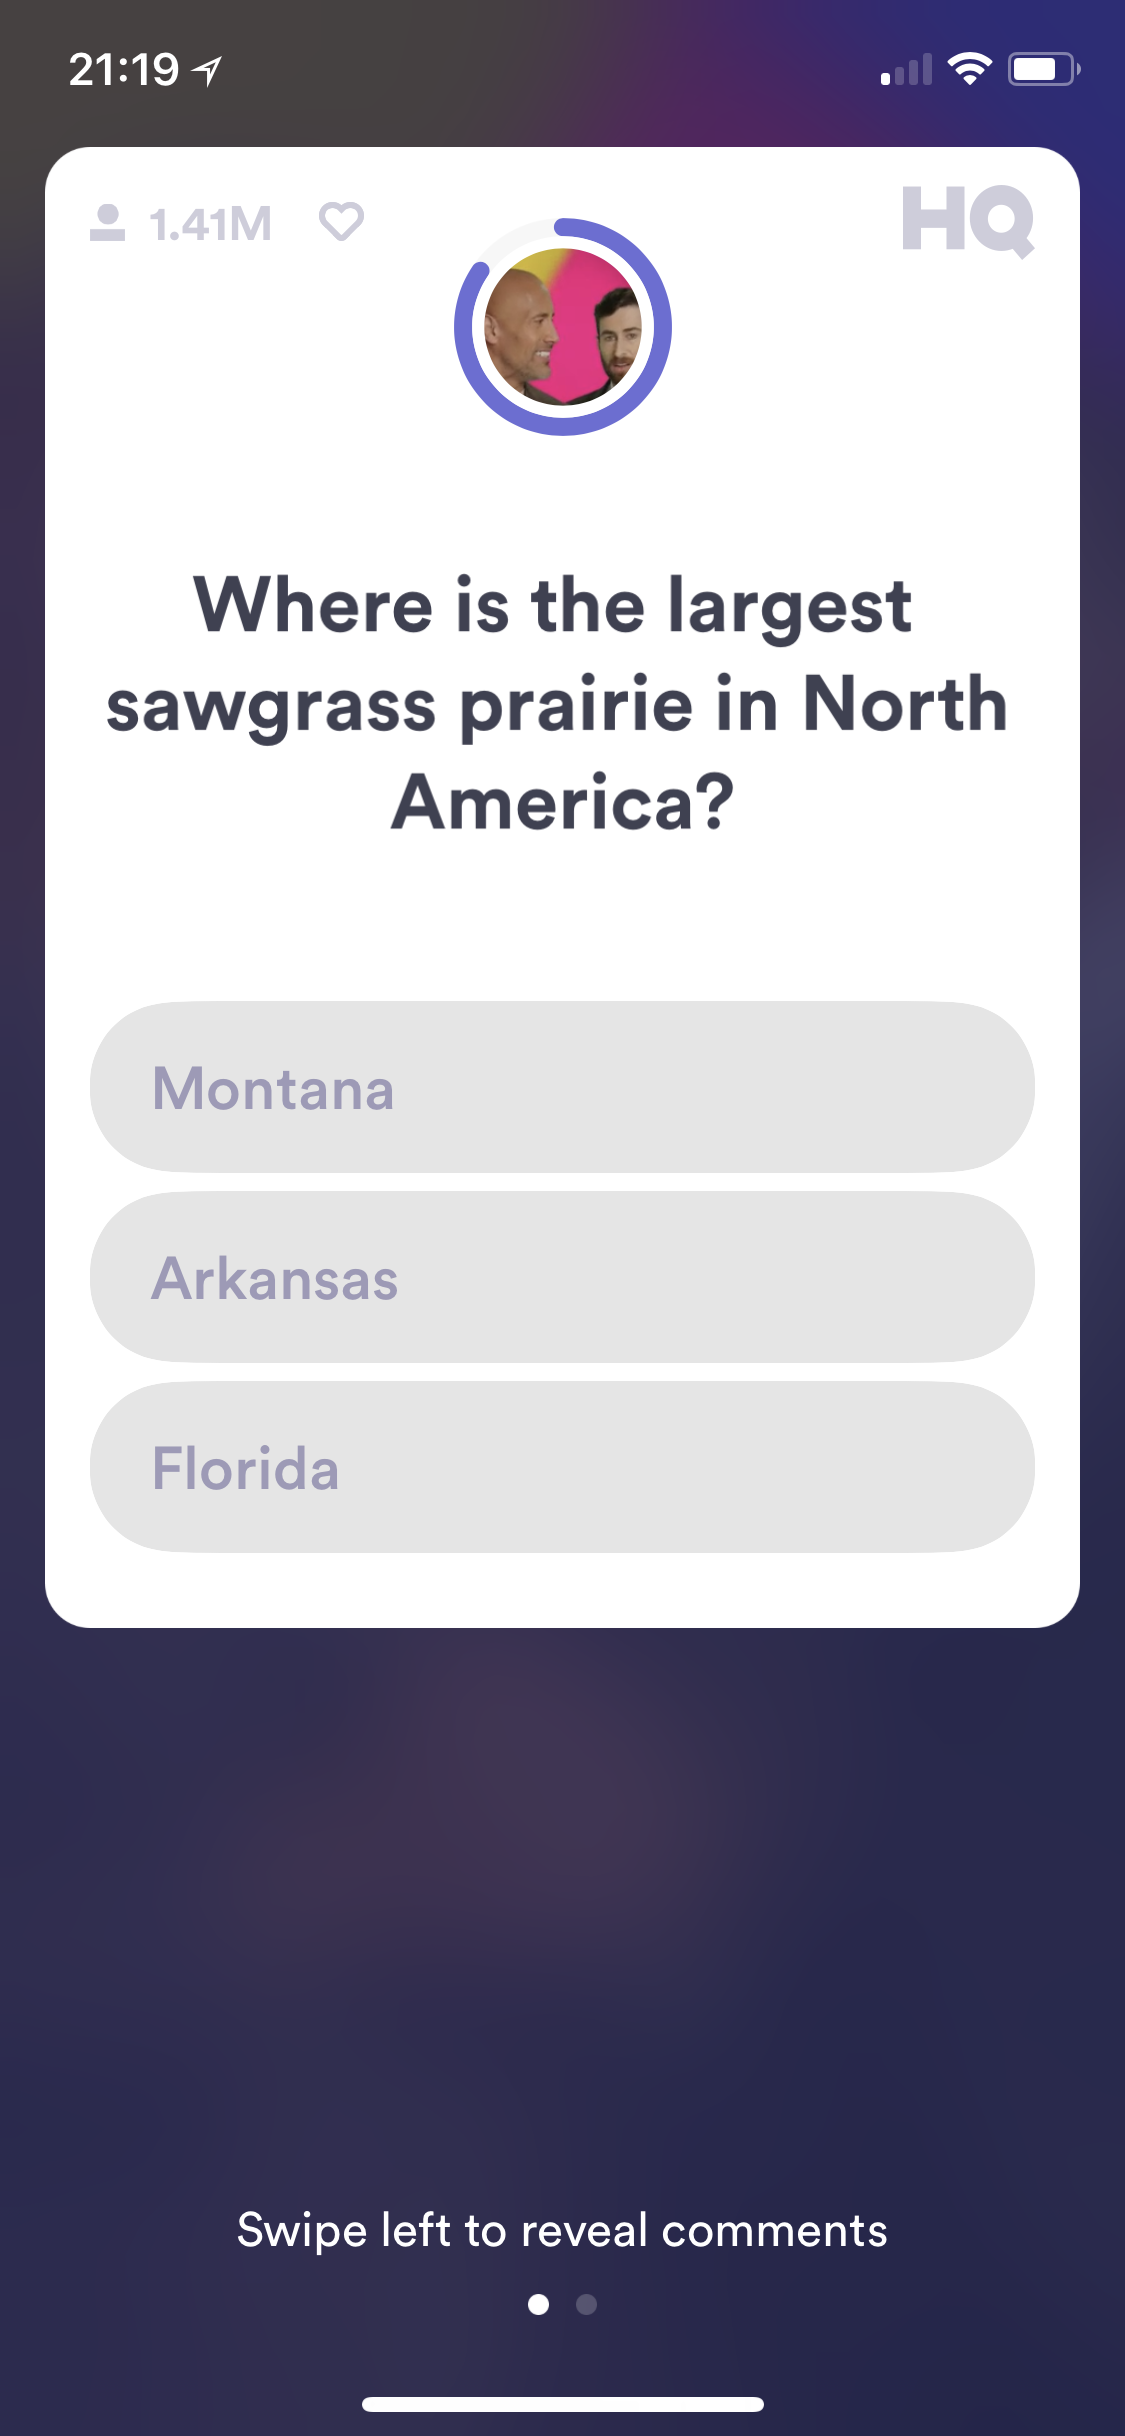 21:19
1.41M
HQ
Where is the largest
sawgrass prairie in North
America?
Montana
Arkansas
Florida
Swipe left to reveal comments